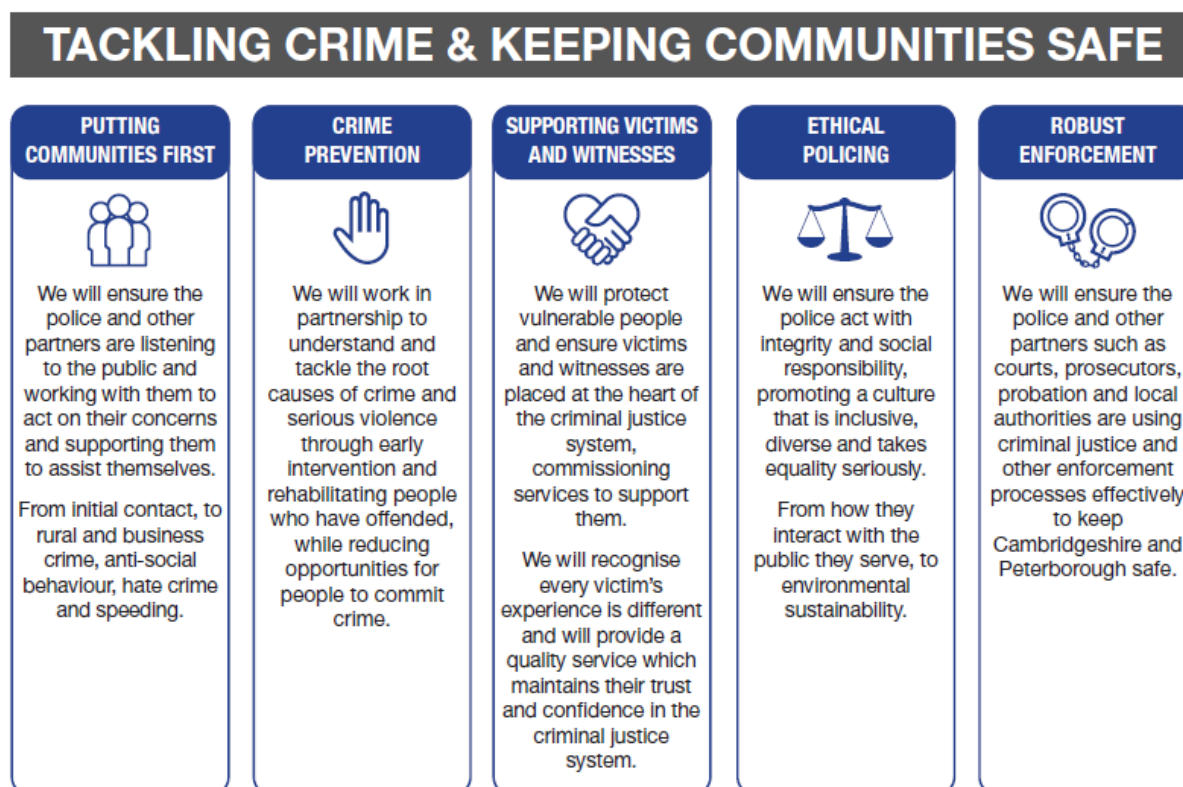 TACKLING CRIME & KEEPING COMMUNITIES SAFE
PUTTING
COMMUNITIES FIRST
We will ensure the
police and other
partners are listening
to the public and
working with them to
act on their concerns
and supporting them
to assist themselves.
From initial contact, to
rural and business
crime, anti-social
behaviour, hate crime
and speeding.
CRIME
PREVENTION
We will work in
partnership to
understand and
tackle the root
causes of crime and
serious violence
through early
intervention and
rehabilitating people
who have offended,
while reducing
opportunities for
people to commit
crime.
SUPPORTING VICTIMS
AND WITNESSES
We will protect
vulnerable people
and ensure victims
and witnesses are
placed at the heart of
the criminal justice
system,
commissioning
services to support
them.
We will recognise
every victim's
experience is different
and will provide a
quality service which
maintains their trust
and confidence in the
criminal justice
system.
ETHICAL
POLICING
We will ensure the
police act with
integrity and social
responsibility,
promoting a culture
that is inclusive,
diverse and takes
equality seriously.
From how they
interact with the
public they serve, to
environmental
sustainability.
ROBUST
ENFORCEMENT
We will ensure the
police and other
partners such as
courts, prosecutors,
probation and local
authorities are using
criminal justice and
other enforcement
processes effectively
to keep
Cambridgeshire and
Peterborough safe.